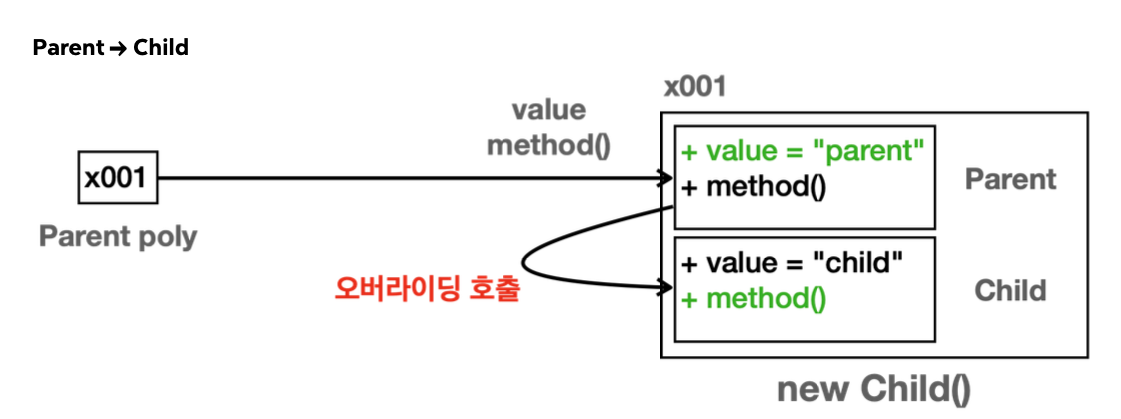 Parent → Child
x001
value
method()
+ value = "parent"
+ method()
Parent
x001
Parent poly
+ value = "child"
+ method()
Child
오버라이딩 호출
new Child()